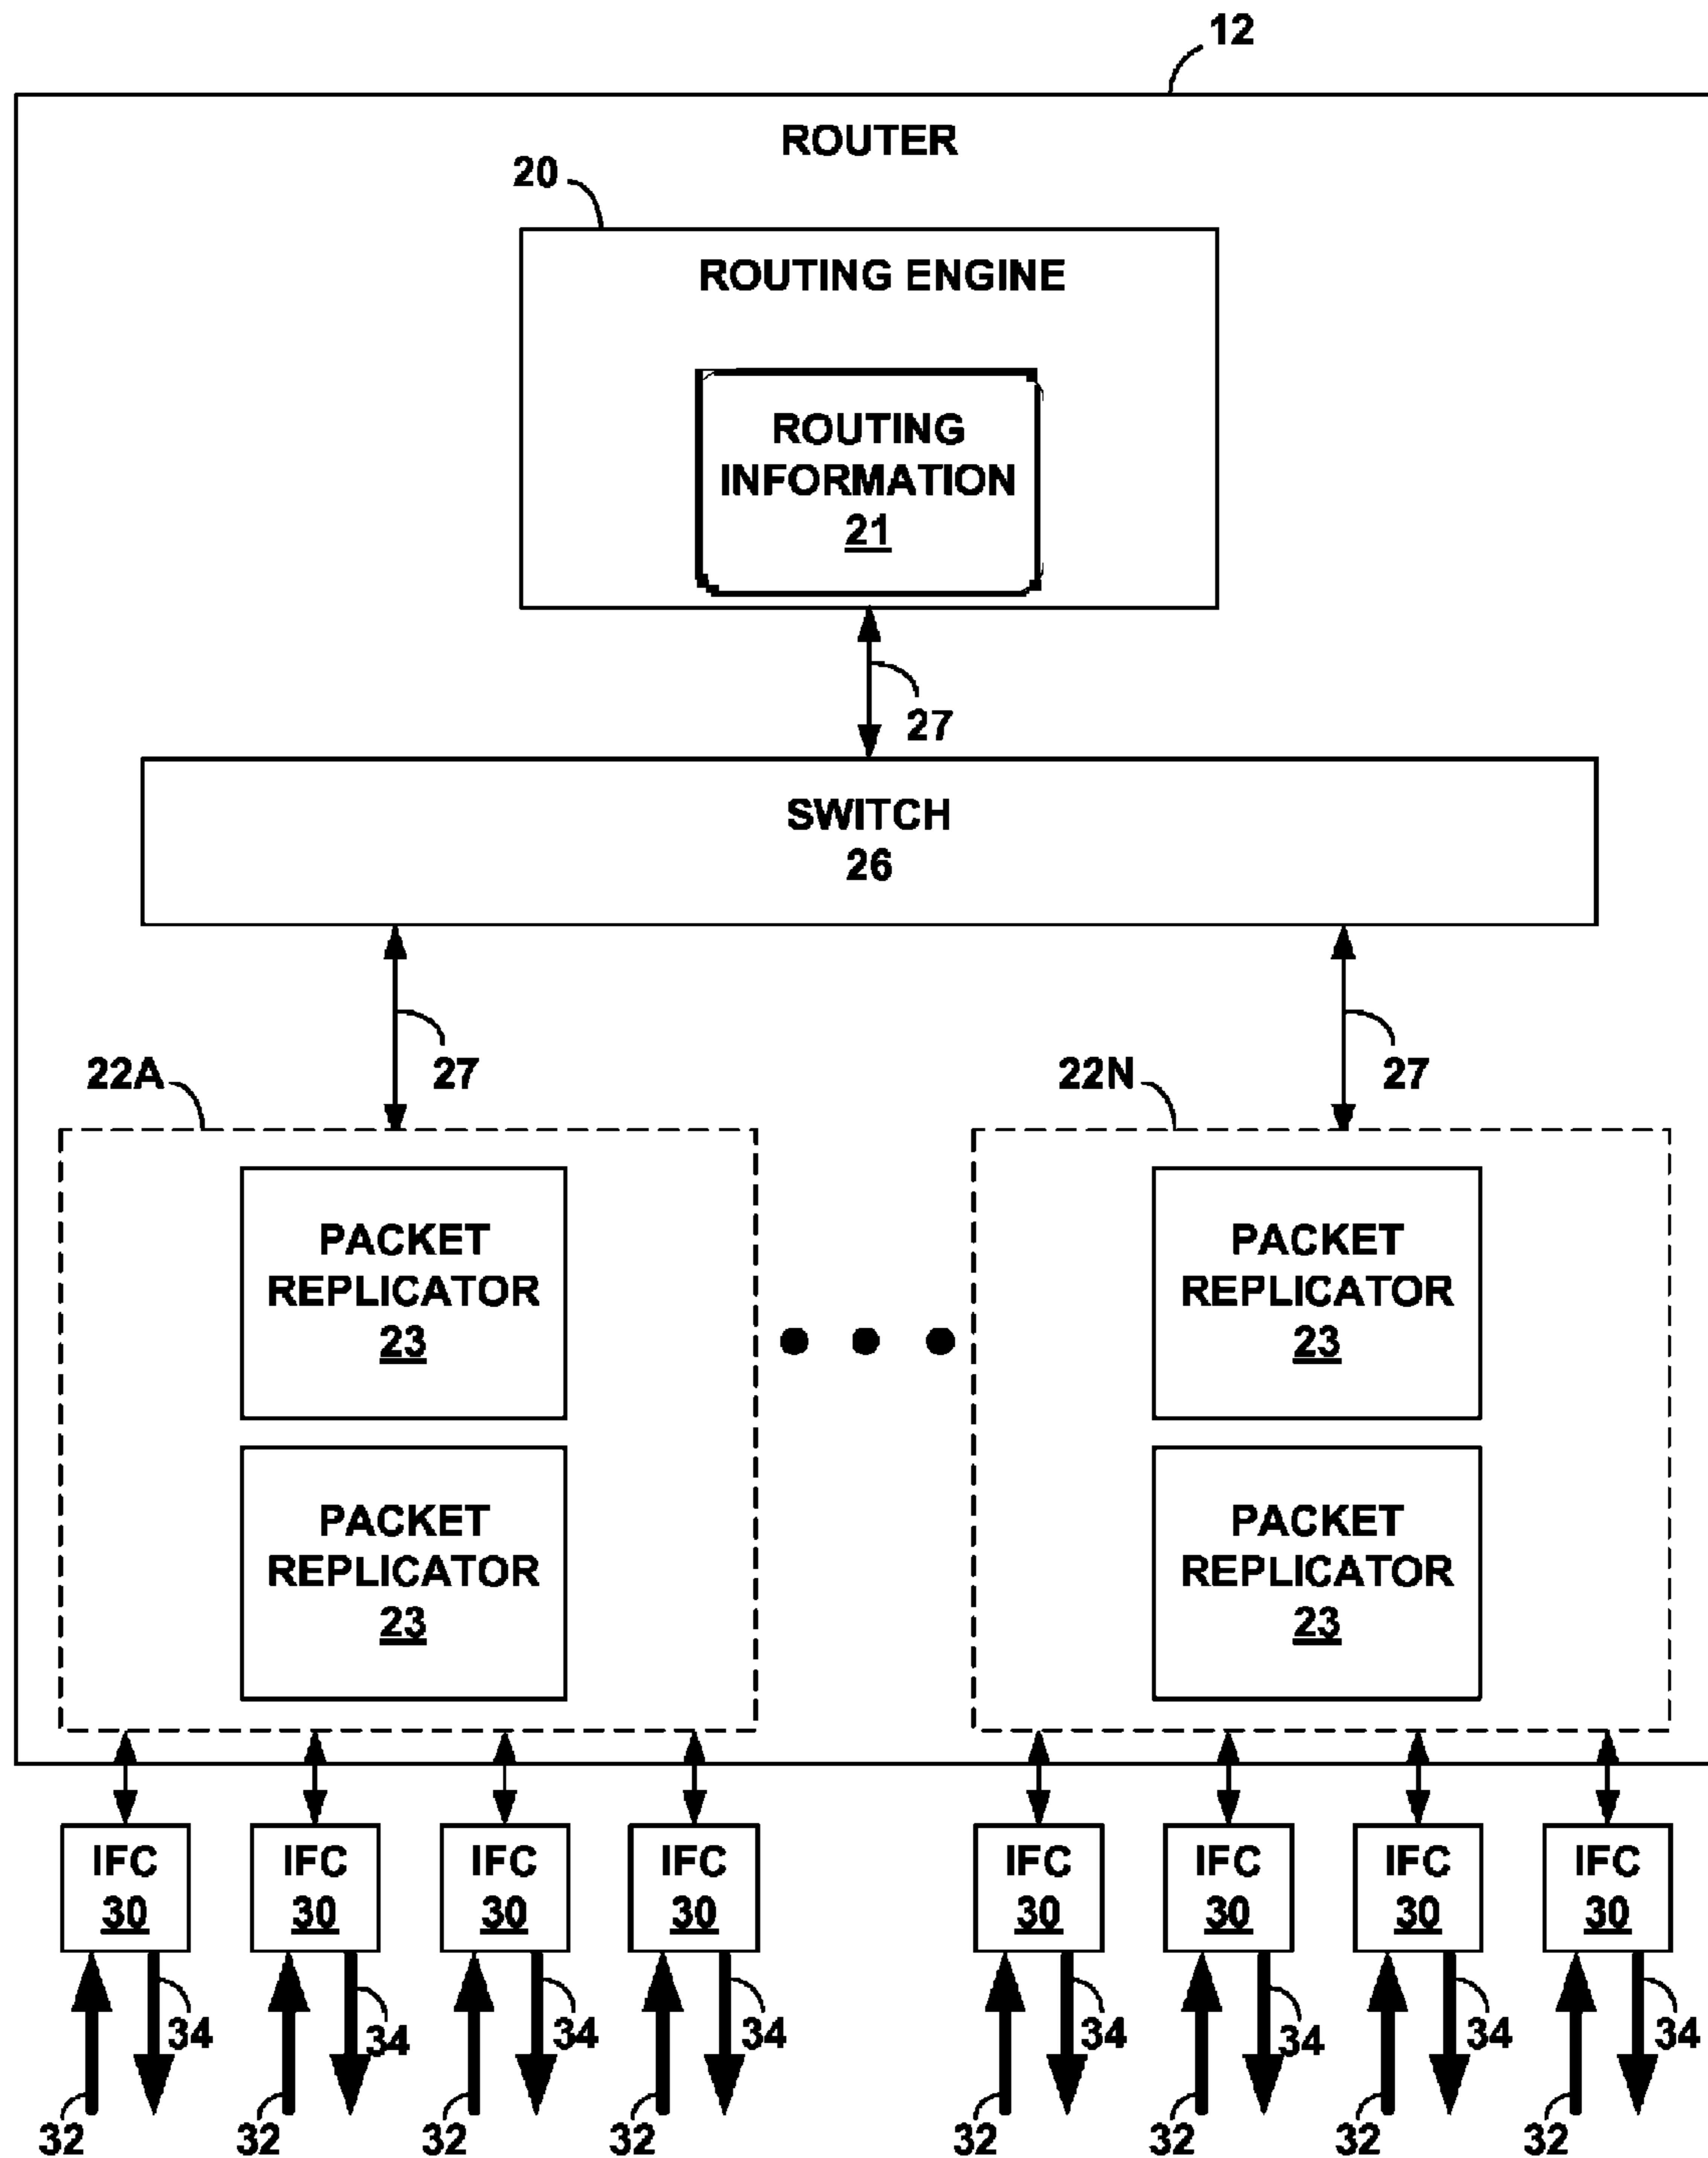 12
ROUTER
20
ROUTING ENGINE
ROUTING
INFORMATION
21
27
SWITCH
26
27
27
22A
22N
PACKET
REPLICATOR
23
PACKET
REPLICATOR
23
PACKET
REPLICATOR
23
PACKET
REPLICATOR
23
IFC
30
IFC
30
IFC
30
IFC
30
IFC
30
IFC
30
IFC
30
IFC
30
34
34
34
34
34
34
34
34
32
32
32
32
32
32
32
32